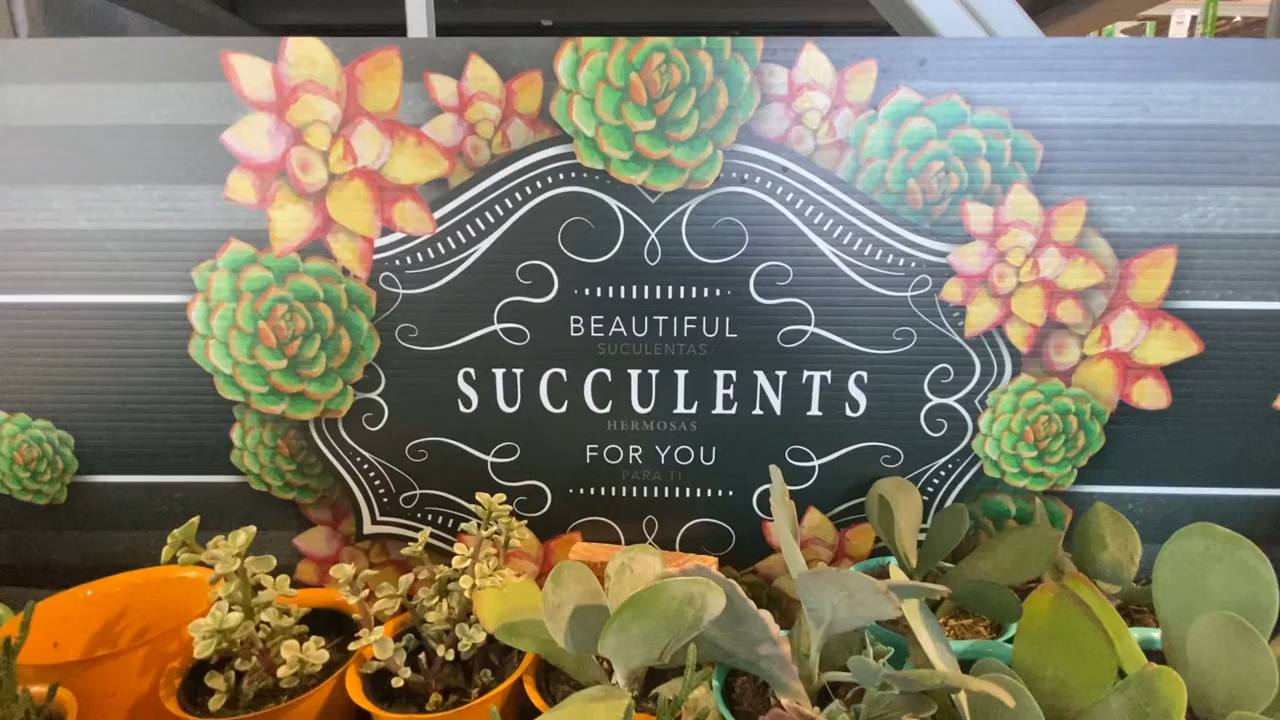 BEAUTIFUL
SUCULENTAS
SUCCULENTS
HERMOSAS
FOR YOU
PARA TI